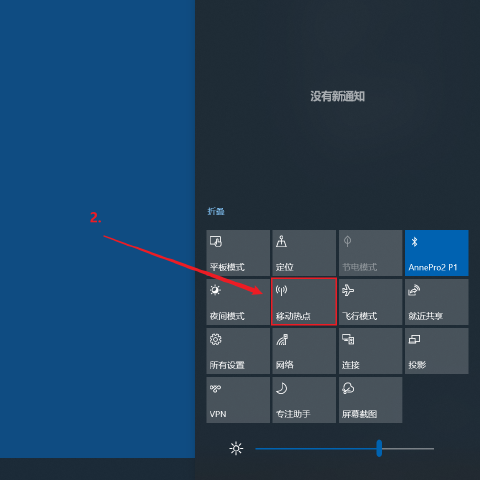 没有新通知
折叠
2.
平板模式
定位
节电模式
AnnePro2 P1
夜间模式
移动热点
飞行模式
就近共享
所有设置
网络
连接
投影
VPN
专注助手
屏幕截图